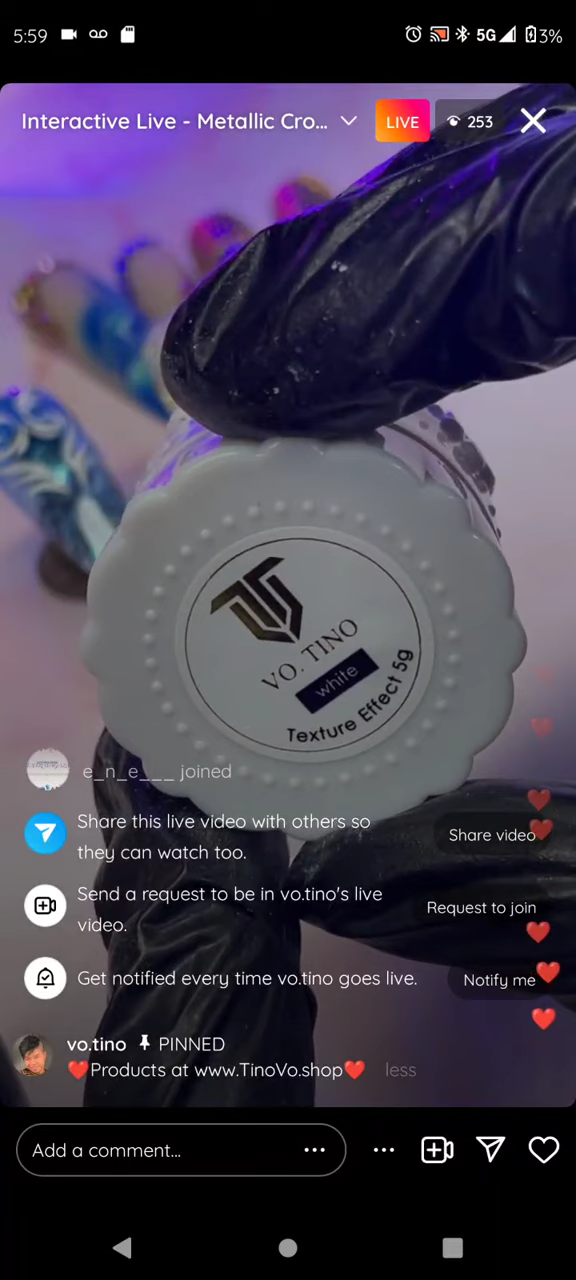 5:59
5G
3%
Interactive Live - Metallic Cro...
LIVE
253
VO. TINO
white
Texture Effect 5g
e_n_e___ joined
Share this live video with others so
they can watch too.
Share video
Send a request to be in vo.tino's live
video.
Request to join
Get notified every time vo.tino goes live.
Notify me
vo.tino PINNED
❤️Products at www.TinoVo.shop❤️ less
Add a comment...